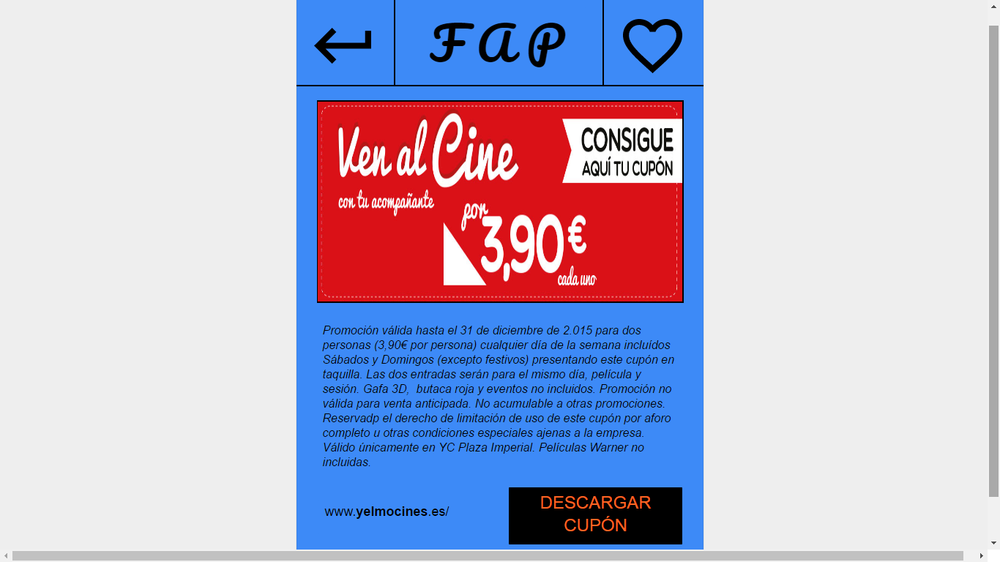 FAP
Ven al Cine
con tu acompañante
CONSIGUE
AQUÍ TU CUPÓN
por
3,90€
cada uno
Promoción válida hasta el 31 de diciembre de 2.015 para dos
personas (3,90€ por persona) cualquier día de la semana incluídos
Sábados y Domingos (excepto festivos) presentando este cupón en
taquilla. Las dos entradas serán para el mismo día, película y
sesión. Gafa 3D,  butaca roja y eventos no incluidos. Promoción no
válida para venta anticipada. No acumulable a otras promociones.
Reservadp el derecho de limitación de uso de este cupón por aforo
completo u otras condiciones especiales ajenas a la empresa.
Válido únicamente en YC Plaza Imperial. Películas Warner no
incluidas.
www.yelmocines.es/
DESCARGAR
CUPÓN